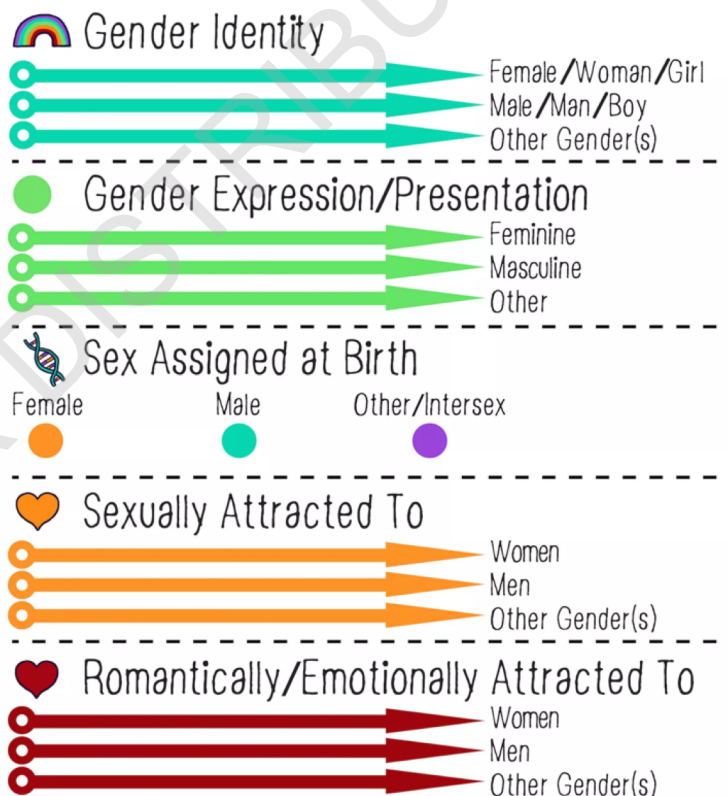 Gender Identity
Female/Woman/Girl
Male/Man/Boy
Other Gender(s)
Gender Expression/Presentation
Feminine
Masculine
Other
Sex Assigned at Birth
Female Male Other/Intersex
Sexually Attracted To
Women
Men
Other Gender(s)
Romantically/Emotionally Attracted To
Women
Men
Other Gender(s)
DISTRIBU